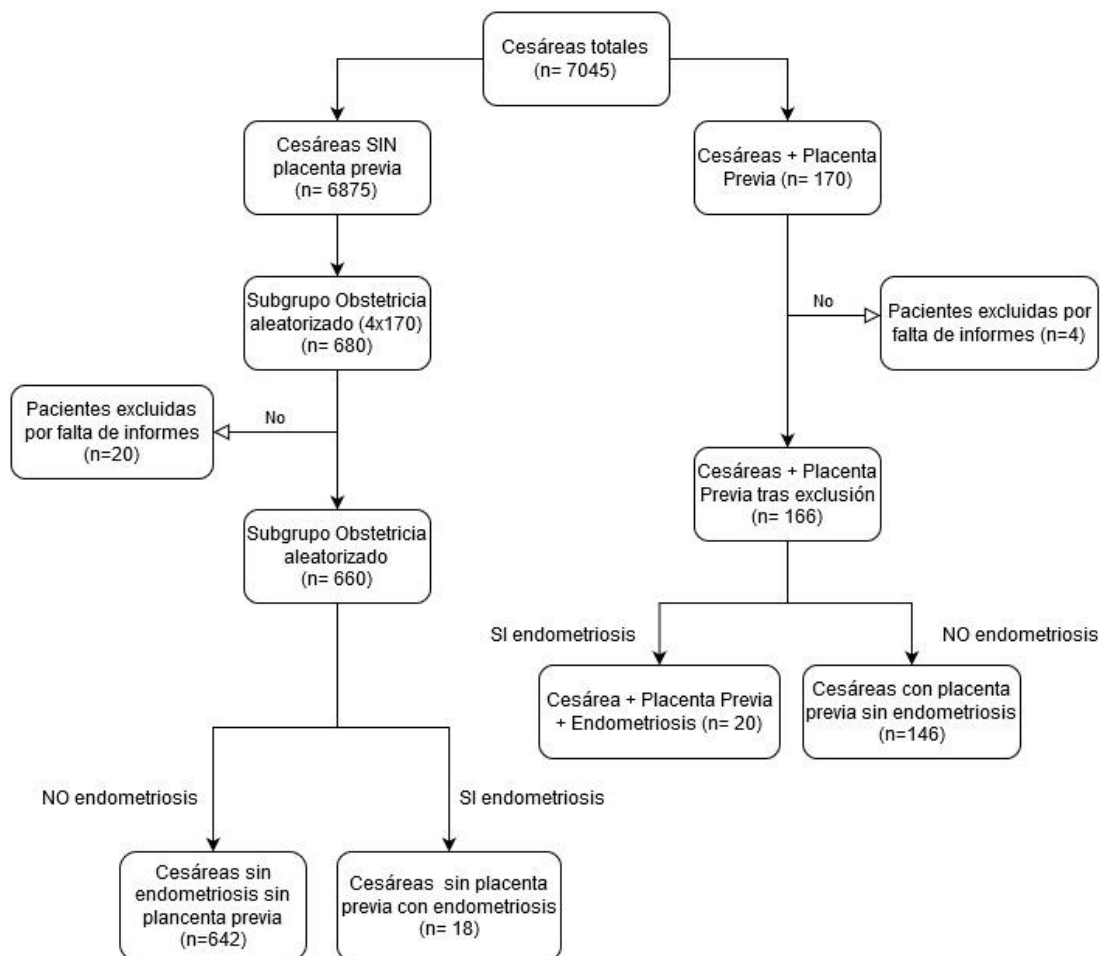 Cesáreas totales
(n= 7045)
Cesáreas SIN
placenta previa
(n= 6875)
Cesáreas + Placenta
Previa (n= 170)
Subgrupo Obstetricia
aleatorizado (4x170)
(n= 680)
No
Pacientes excluidas por
falta de informes (n=4)
Pacientes excluidas
por falta de informes
(n=20)
No
Cesáreas + Placenta
Previa tras exclusión
(n= 166)
Subgrupo Obstetricia
aleatorizado
(n= 660)
SI endometriosis
NO endometriosis
Cesárea + Placenta Previa
+ Endometriosis (n= 20)
Cesáreas con placenta
previa sin endometriosis
(n=146)
NO endometriosis
SI endometriosis
Cesáreas sin
endometriosis sin
plancenta previa
(n=642)
Cesáreas sin placenta
previa con endometriosis
(n= 18)